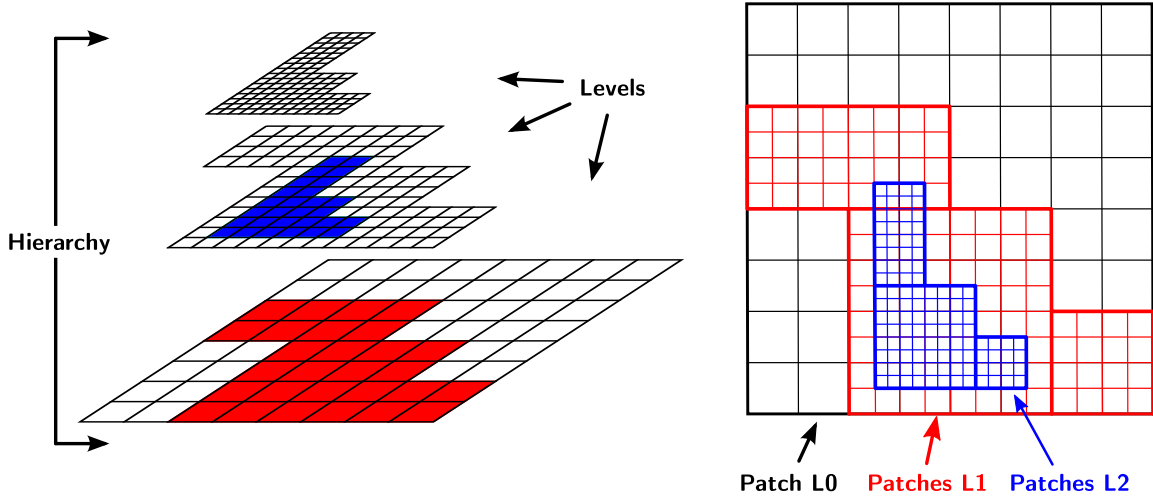 Levels
Hierarchy
Patch L0
Patches L1
Patches L2